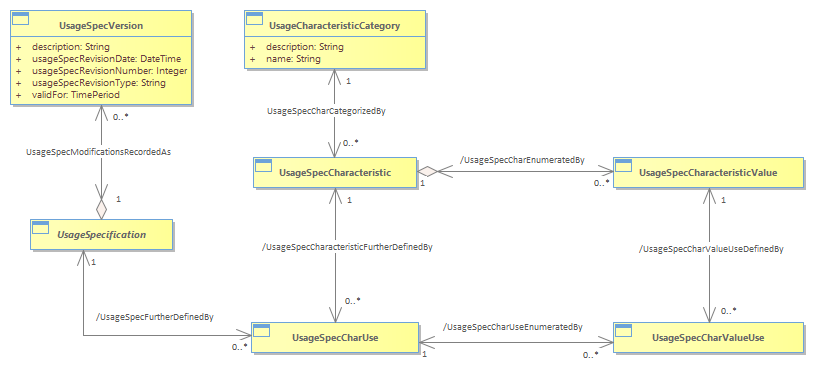 UsageSpecVersion
+ description: String
+ usageSpecRevisionDate: DateTime
+ usageSpecRevisionNumber: Integer
+ usageSpecRevisionType: String
+ validFor: TimePeriod
UsageCharacteristicCategory
+ description: String
+ name: String
0..*
1
UsageSpecCharCategorizedBy
0..*
UsageSpecModificationsRecordedAs
1
UsageSpecCharacteristic
/UsageSpecCharEnumeratedBy
1
0..*
UsageSpecCharacteristicValue
UsageSpecification
1
1
1
/UsageSpecCharacteristicFurtherDefinedBy
/UsageSpecCharValueUseDefinedBy
0..*
0..*
/UsageSpecFurtherDefinedBy
0..*
UsageSpecCharUse
/UsageSpecCharUseEnumeratedBy
1
0..*
UsageSpecCharValueUse